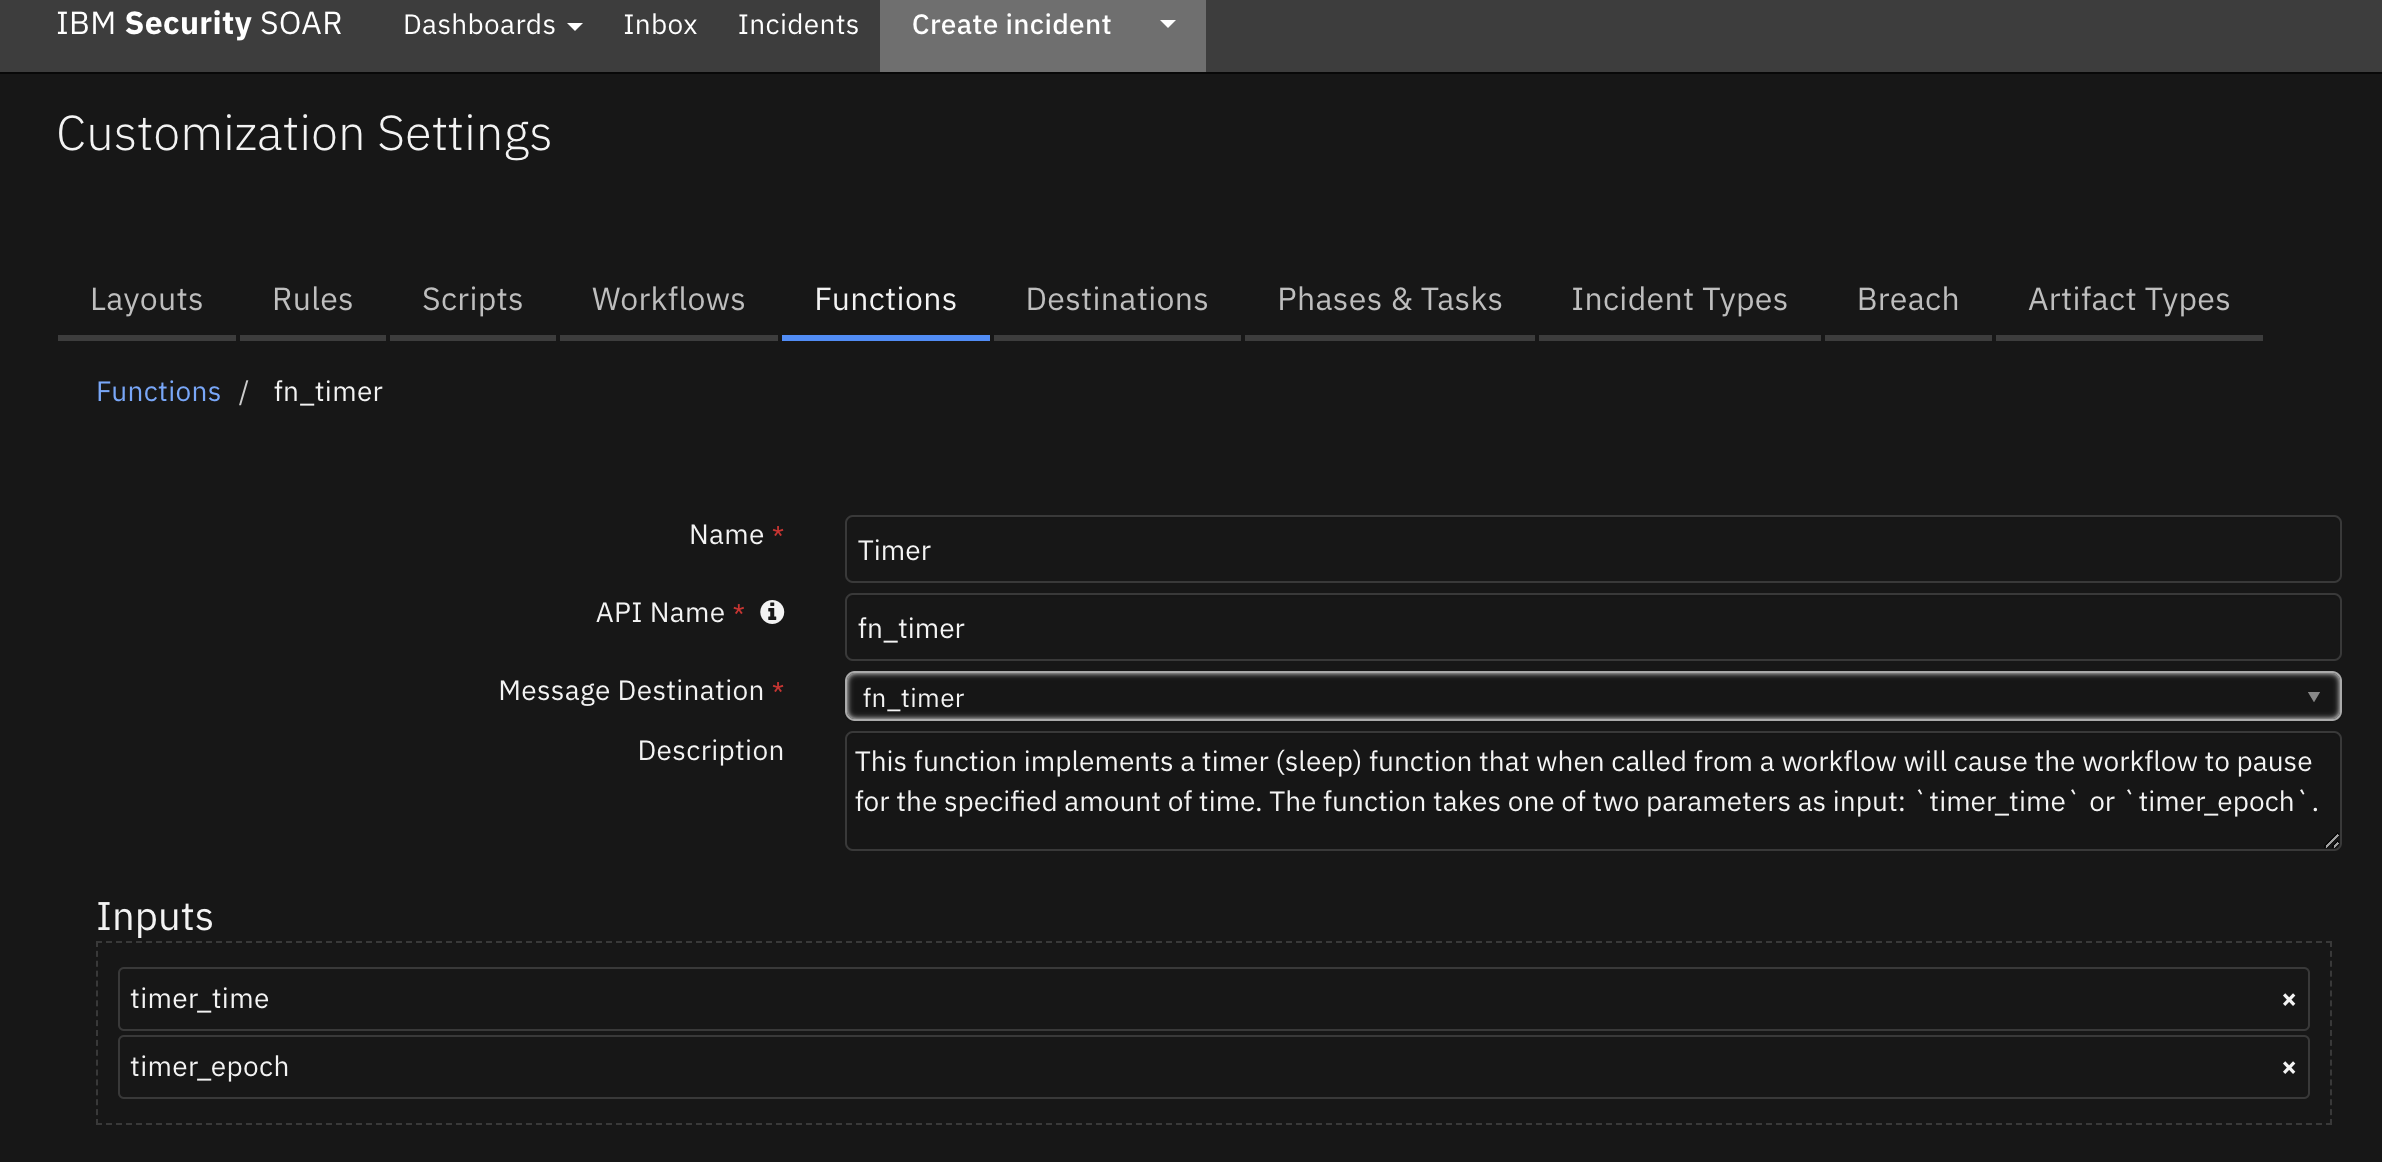 IBM Security SOAR Dashboards Inbox Incidents Create incident
Customization Settings
Layouts Rules Scripts Workflows Functions Destinations Phases & Tasks Incident Types Breach Artifact Types
Functions / fn_timer
Name * Timer
API Name * fn_timer
Message Destination * fn_timer
Description
This function implements a timer (sleep) function that when called from a workflow will cause the workflow to pause
for the specified amount of time. The function takes one of two parameters as input: `timer_time` or `timer_epoch`.
Inputs
timer_time ×
timer_epoch ×